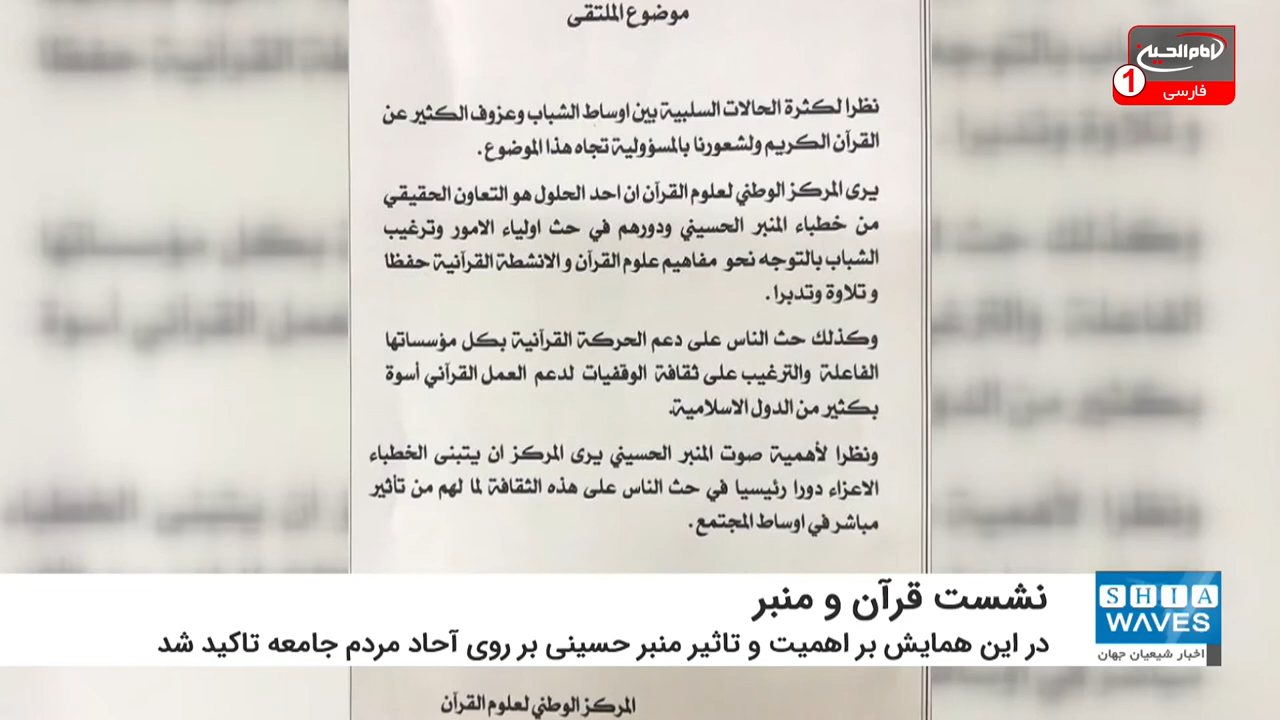 موضوع الملتقى
نظرا لكثرة الحالات السلبية بين اوساط الشباب وعزوف الكثير عن
القرآن الكريم ولشعورنا بالمسؤولية تجاه هذا الموضوع.
يرى المركز الوطني لعلوم القرآن ان احد الحلول هو التعاون الحقيقي
من خطباء المنبر الحسيني ودورهم في حث اولياء الامور وترغيب
الشباب بالتوجه نحو مفاهيم علوم القرآن والانشطة القرآنية حفظا
و تلاوة وتدبرا.
وكذلك حث الناس على دعم الحركة القرآنية بكل مؤسساتها
الفاعلة والترغيب على ثقافة الوقفيات لدعم العمل القرآني أسوة
بكثير من الدول الاسلامية.
ونظرا لأهمية صوت المنبر الحسيني يرى المركز ان يتبنى الخطباء
الاعزاء دورا رئيسيا في حث الناس على هذه الثقافة لما لهم من تأثير
مباشر في اوساط المجتمع.
المركز الوطني لعلوم القرآن
امام الحسین
1
فارسی
نشست قرآن و منبر
در این همایش بر اهمیت و تاثیر منبر حسینی بر روی آحاد مردم جامعه تاکید شد
SHIA
WAVES
اخبار شیعیان جهان